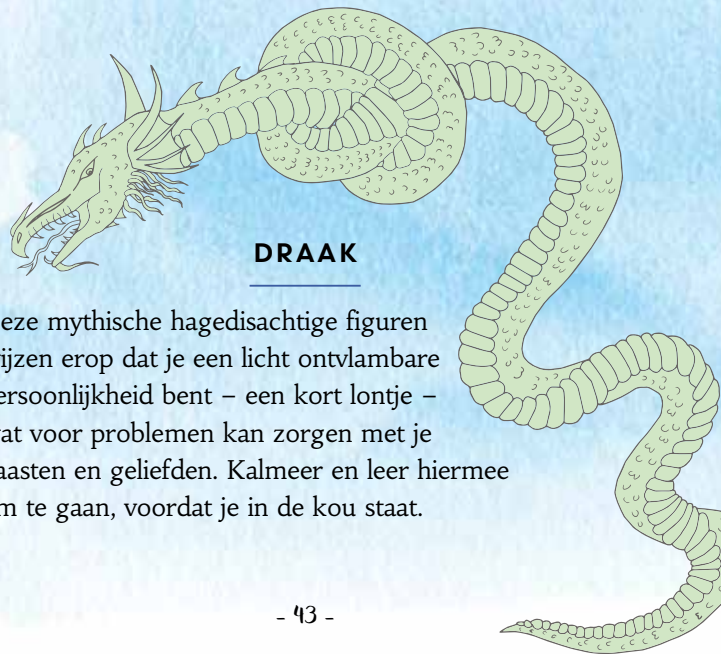 DRAAK
eze mythische hagedisachtige figuren
ijzen erop dat je een licht ontvlambare
ersoonlijkheid bent – een kort lontje –
at voor problemen kan zorgen met je
aasten en geliefden. Kalmeer en leer hiermee
m te gaan, voordat je in de kou staat.
- 43 -